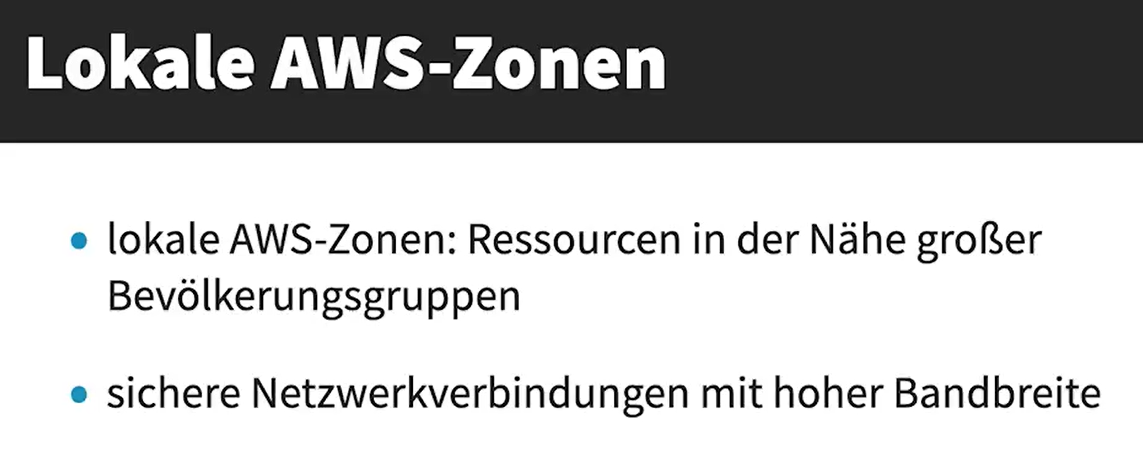 Lokale AWS-Zonen
• lokale AWS-Zonen: Ressourcen in der Nähe großer
Bevölkerungsgruppen
• sichere Netzwerkverbindungen mit hoher Bandbreite